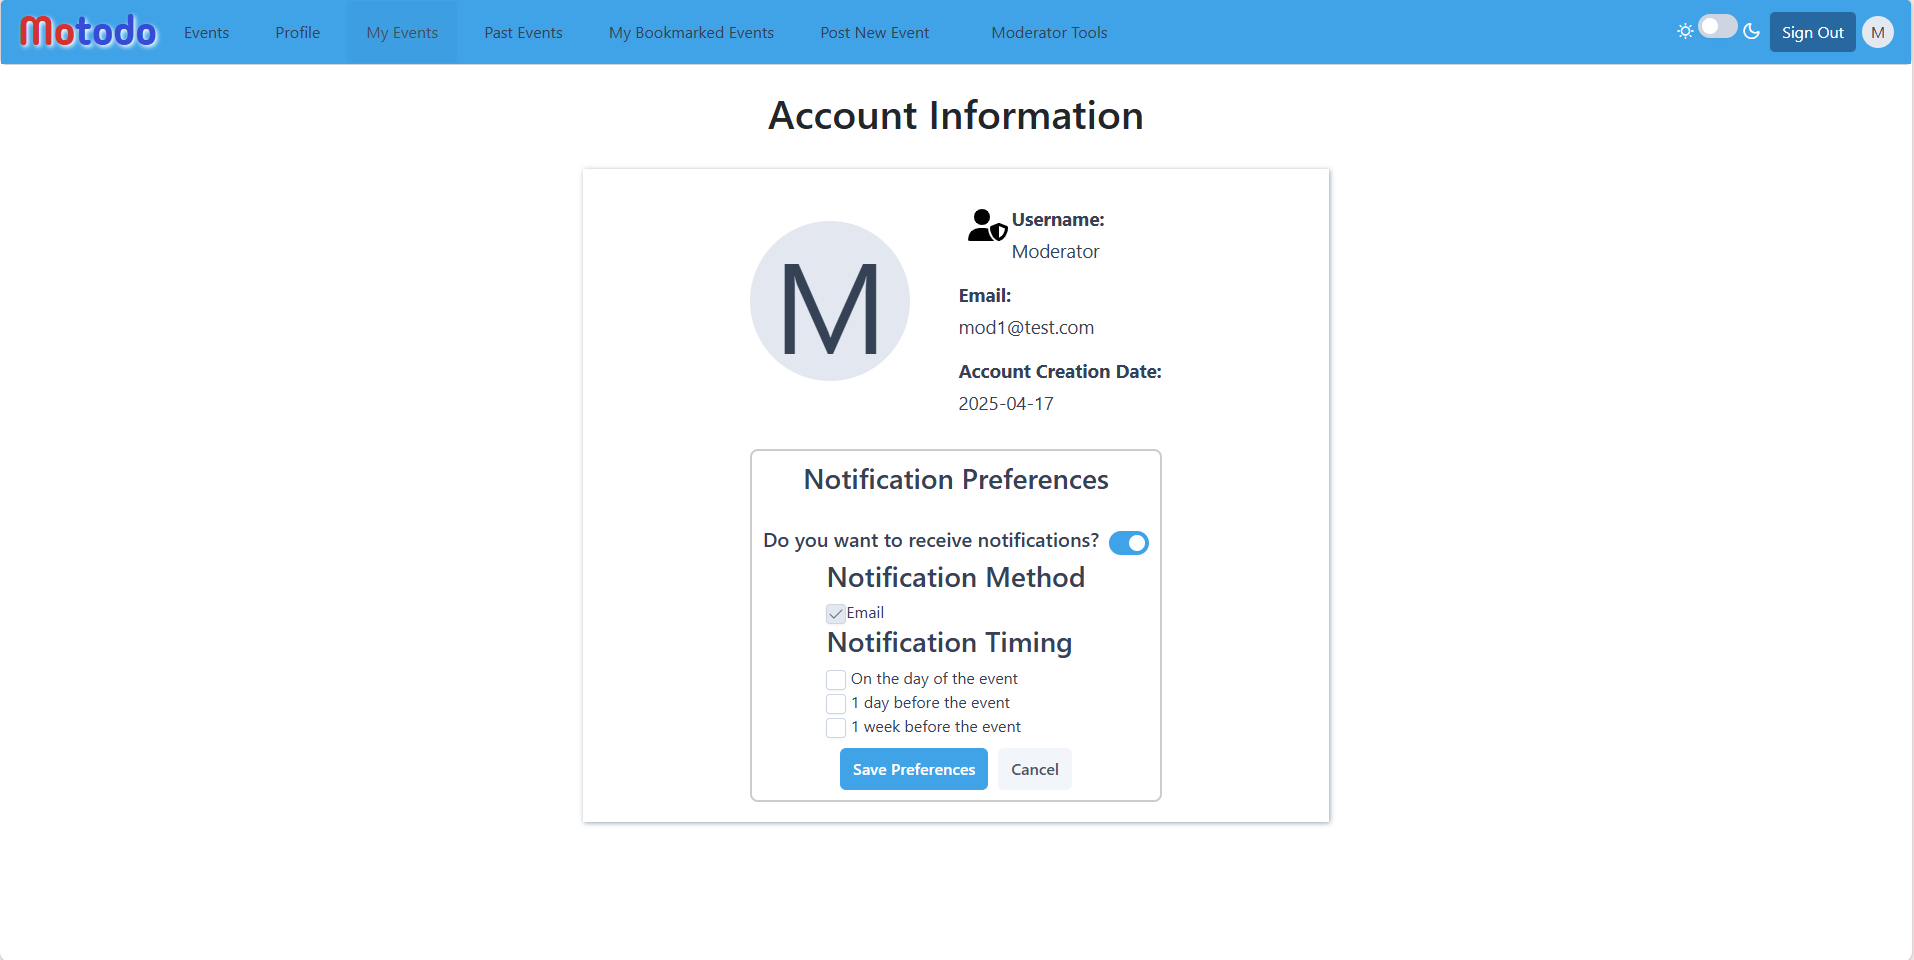 Motodo Events Profile My Events Past Events My Bookmarked Events Post New Event Moderator Tools Sign Out M
Account Information
M
Username:
Moderator
Email:
mod1@test.com
Account Creation Date:
2025-04-17
Notification Preferences
Do you want to receive notifications?
Notification Method
Email
Notification Timing
On the day of the event
1 day before the event
1 week before the event
Save Preferences Cancel